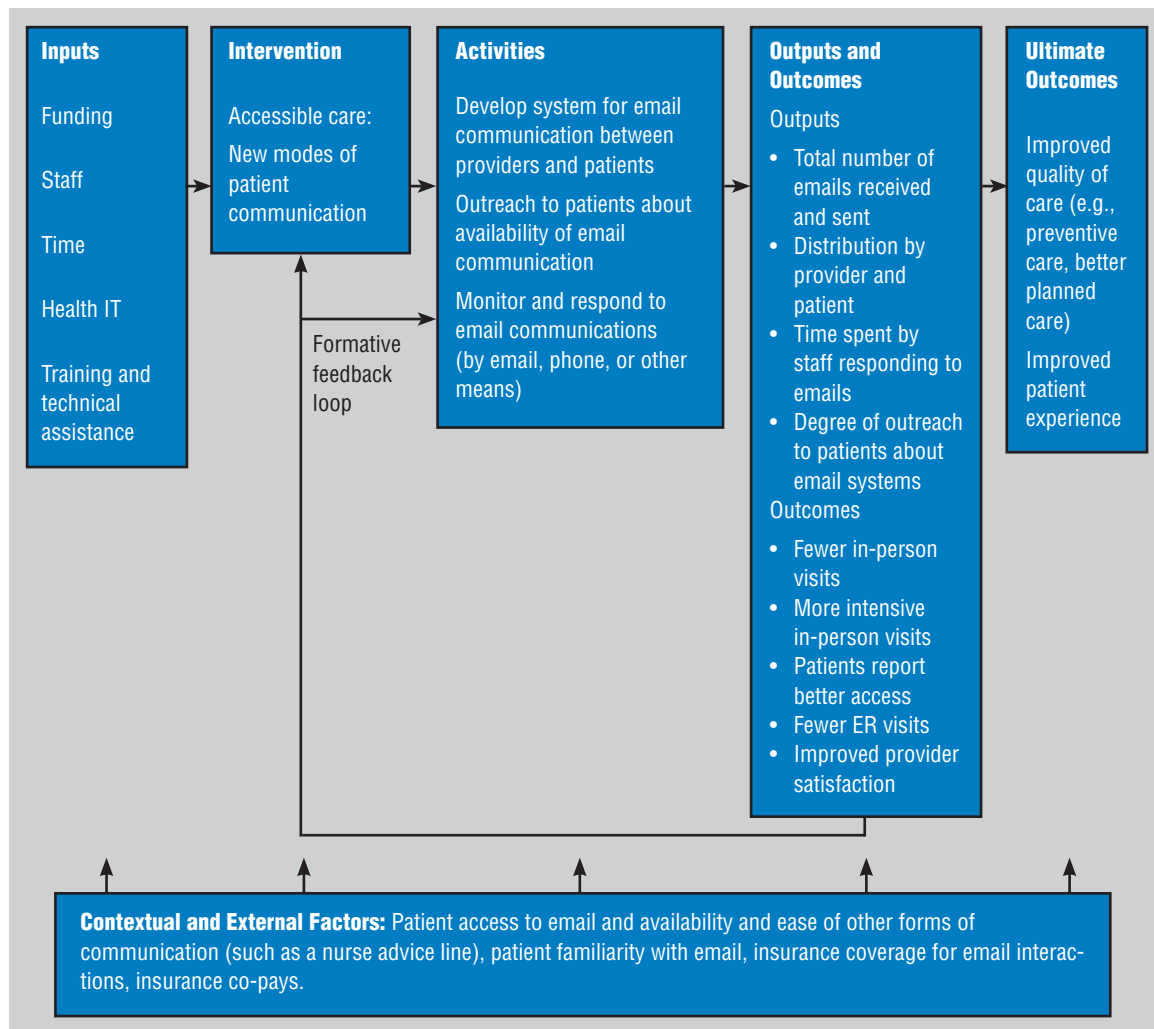 Inputs
Funding
Staff
Time
Health IT
Training and
technical
assistance
Intervention
Accessible care:
New modes of
patient
communication
Formative
feedback
loop
Activities
Develop system for email
communication between
providers and patients
Outreach to patients about
availability of email
communication
Monitor and respond to
email communications
(by email, phone, or other
means)
Outputs and
Outcomes
Outputs
• Total number of
emails received
and sent
• Distribution by
provider and
patient
• Time spent by
staff responding to
emails
• Degree of outreach
to patients about
email systems
Outcomes
• Fewer in-person
visits
• More intensive
in-person visits
• Patients report
better access
• Fewer ER visits
• Improved provider
satisfaction
Ultimate
Outcomes
Improved
quality of
care (e.g.,
preventive
care, better
planned
care)
Improved
patient
experience
Contextual and External Factors: Patient access to email and availability and ease of other forms of
communication (such as a nurse advice line), patient familiarity with email, insurance coverage for email interac-
tions, insurance co-pays.